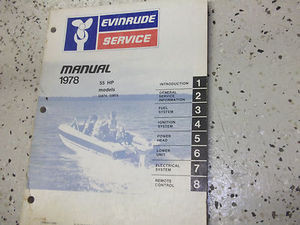 EVINRUDE
SERVICE
MANUAL
1978
55 HP
models
INTRODUCTION 1
GENERAL
SERVICE
INFORMATION 2
FUEL
SYSTEM 3
IGNITION
SYSTEM 4
POWER
HEAD 5
LOWER
UNIT 6
ELECTRICAL
SYSTEM 7
REMOTE
CONTROL 8